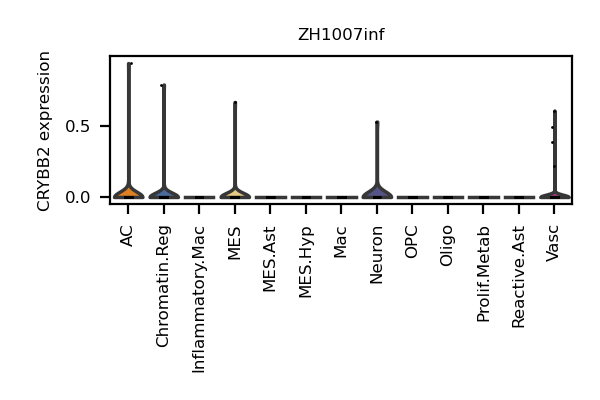 ZH1007inf
CRYBB2 expression
0.5
0.0
AC
Chromatin.Reg
Inflammatory.Mac
MES
MES.Ast
MES.Hyp
Mac
Neuron
OPC
Oligo
Prolif.Metab
Reactive.Ast
Vasc